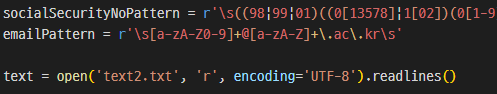 socialSecurityNoPattern = r'\s((98¦99¦01)((0[13578]¦1[02])(0[1-9
emailPattern = r'\s[a-zA-Z0-9]+@[a-zA-Z]+\.ac\.kr\s'
text = open('text2.txt', 'r', encoding='UTF-8').readlines()